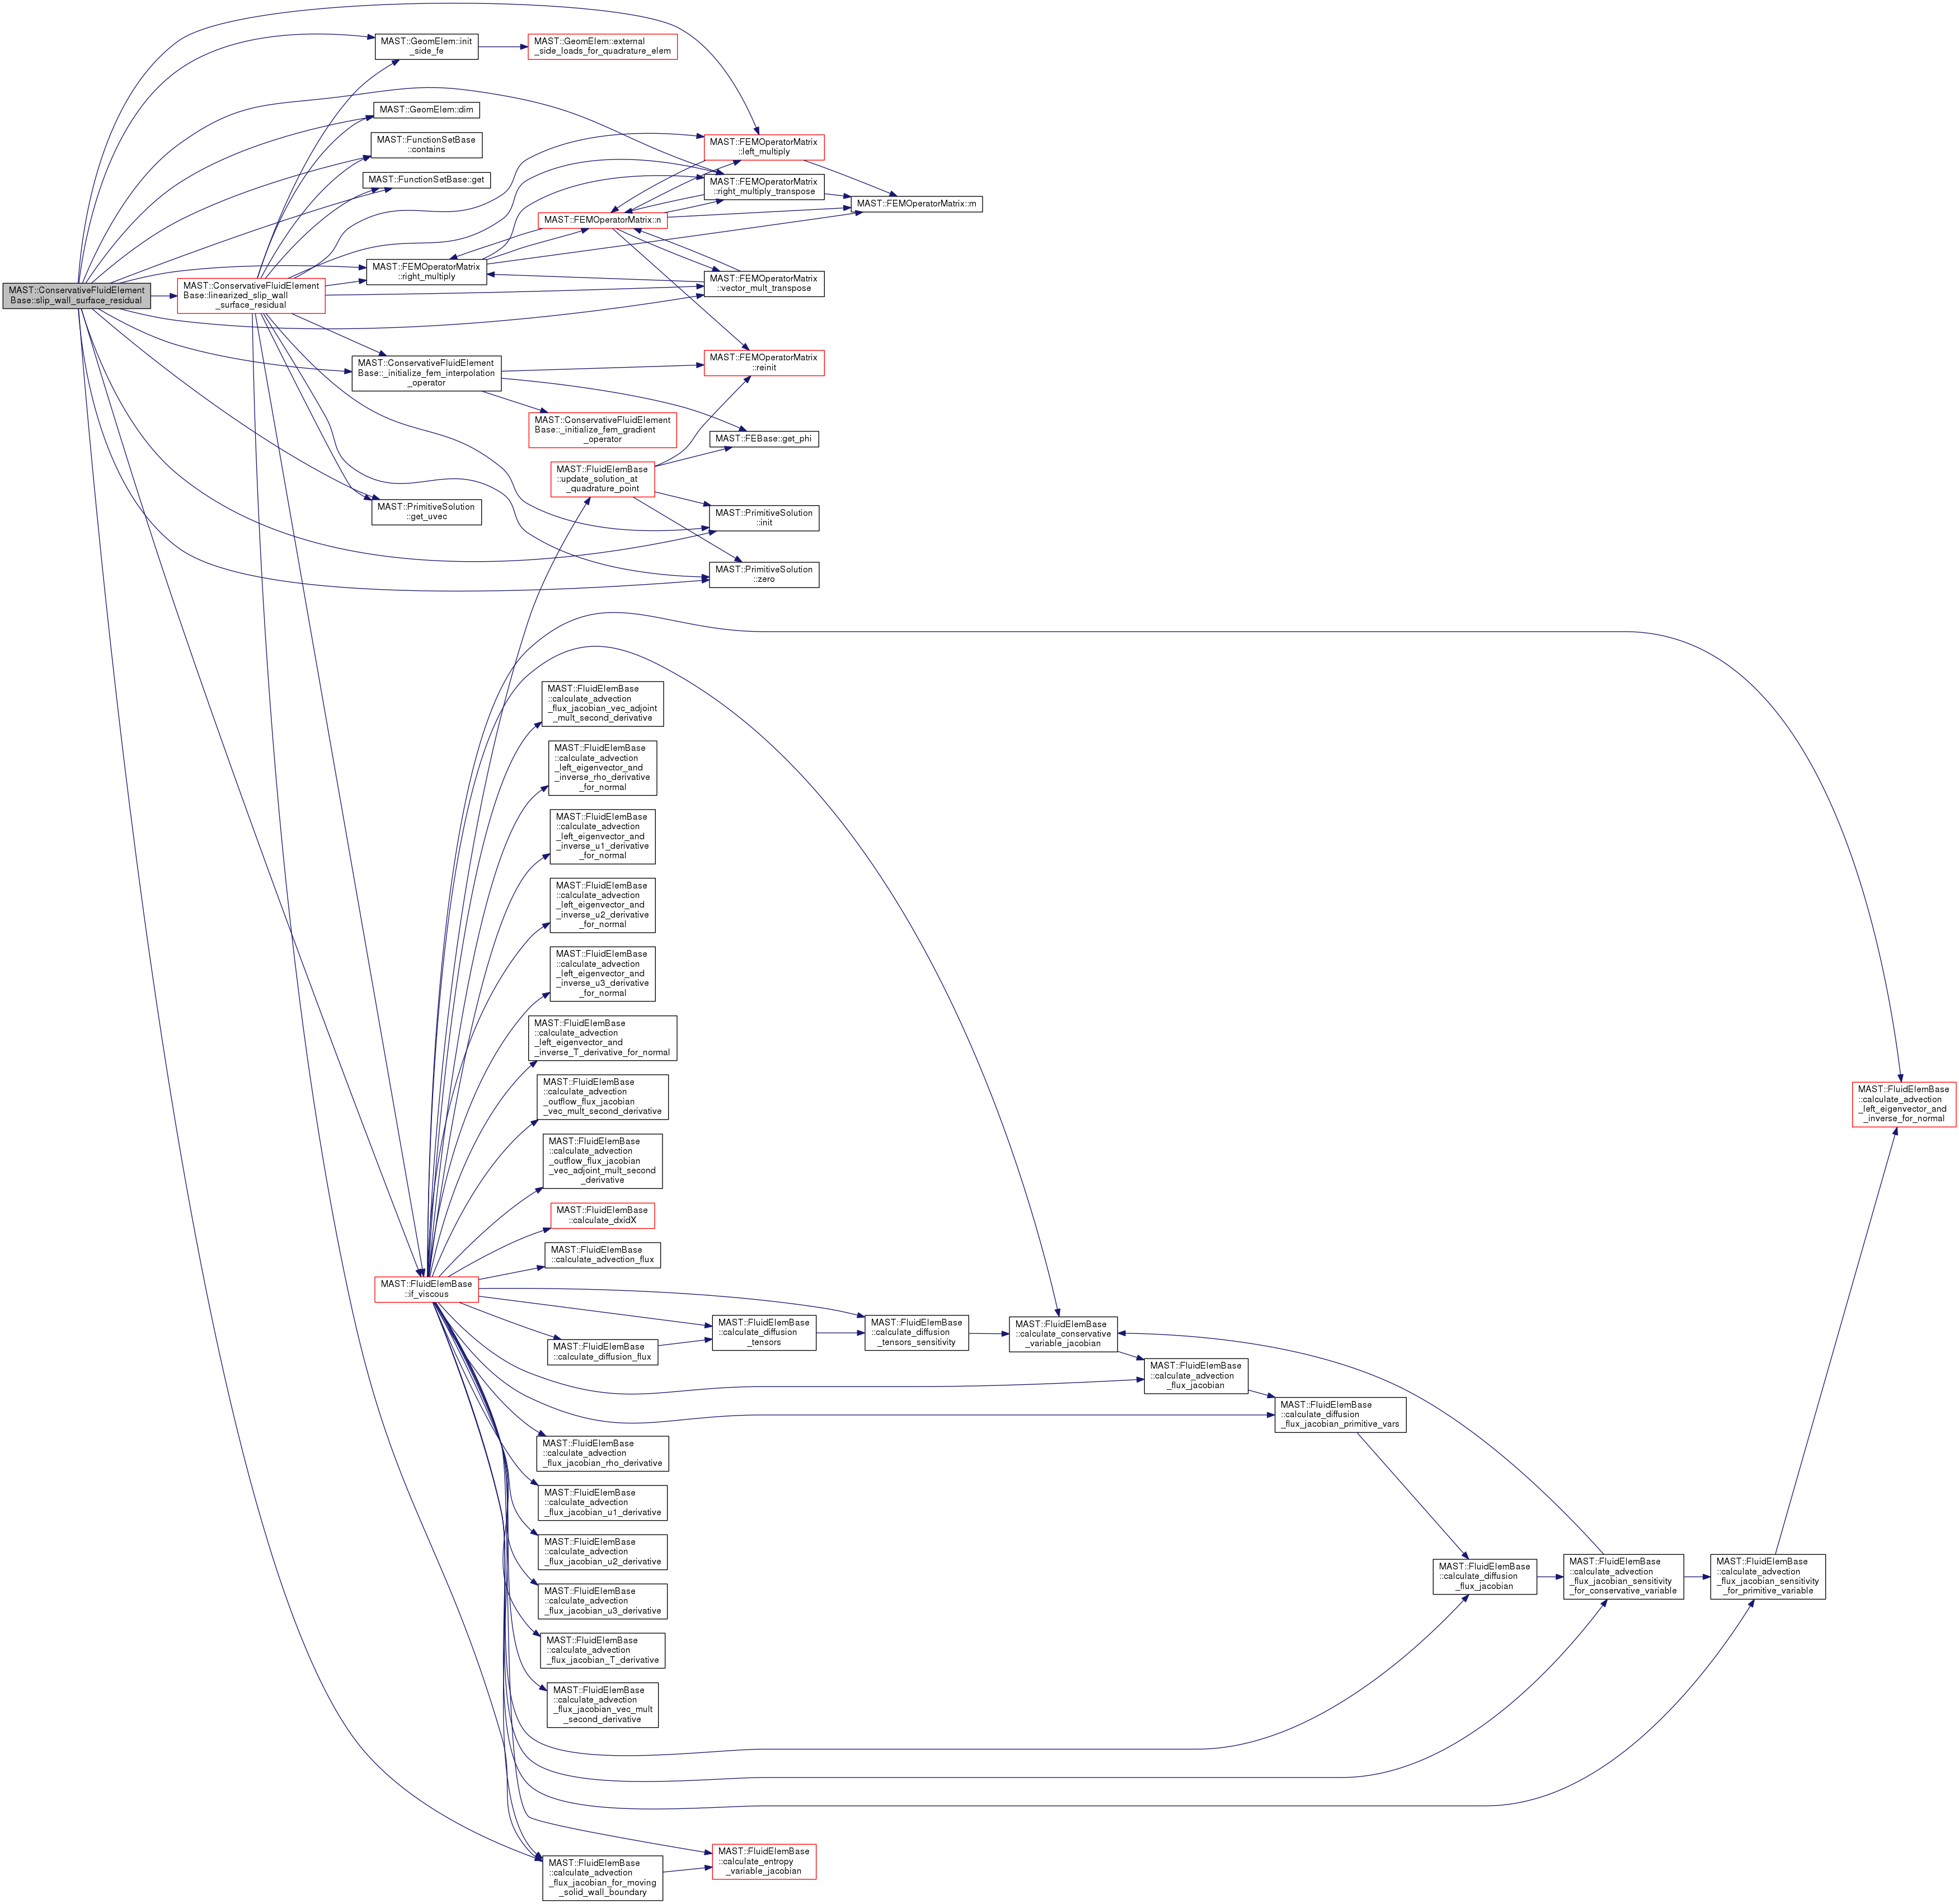 MAST::ConservativeFluidElement
Base::slip_wall_surface_residual
MAST::GeomElem::init
_side_fe
MAST::GeomElem::external
_side_loads_for_quadrature_elem
MAST::GeomElem::dim
MAST::FunctionSetBase
::contains
MAST::FunctionSetBase::get
MAST::FEMOperatorMatrix
::left_multiply
MAST::FEMOperatorMatrix
::right_multiply_transpose
MAST::FEMOperatorMatrix::m
MAST::FEMOperatorMatrix::n
MAST::FEMOperatorMatrix
::right_multiply
MAST::ConservativeFluidElement
Base::linearized_slip_wall
_surface_residual
MAST::FEMOperatorMatrix
::vector_mult_transpose
MAST::ConservativeFluidElement
Base::_initialize_fem_interpolation
_operator
MAST::FEMOperatorMatrix
::reinit
MAST::ConservativeFluidElement
Base::_initialize_fem_gradient
_operator
MAST::FEBase::get_phi
MAST::FluidElemBase
::update_solution_at
_quadrature_point
MAST::PrimitiveSolution
::get_uvec
MAST::PrimitiveSolution
::init
MAST::PrimitiveSolution
::zero
MAST::FluidElemBase
::calculate_advection
_flux_jacobian_vec_adjoint
_mult_second_derivative
MAST::FluidElemBase
::calculate_advection
_left_eigenvector_and
_inverse_rho_derivative
_for_normal
MAST::FluidElemBase
::calculate_advection
_left_eigenvector_and
_inverse_u1_derivative
_for_normal
MAST::FluidElemBase
::calculate_advection
_left_eigenvector_and
_inverse_u2_derivative
_for_normal
MAST::FluidElemBase
::calculate_advection
_left_eigenvector_and
_inverse_u3_derivative
_for_normal
MAST::FluidElemBase
::calculate_advection
_left_eigenvector_and
_inverse_T_derivative_for_normal
MAST::FluidElemBase
::calculate_advection
_outflow_flux_jacobian
_vec_mult_second_derivative
MAST::FluidElemBase
::calculate_advection
_left_eigenvector_and
_inverse_for_normal
MAST::FluidElemBase
::calculate_advection
_outflow_flux_jacobian
_vec_adjoint_mult_second
_derivative
MAST::FluidElemBase
::calculate_dxidX
MAST::FluidElemBase
::calculate_advection_flux
MAST::FluidElemBase
::if_viscous
MAST::FluidElemBase
::calculate_diffusion_flux
MAST::FluidElemBase
::calculate_diffusion
_tensors
MAST::FluidElemBase
::calculate_diffusion
_tensors_sensitivity
MAST::FluidElemBase
::calculate_conservative
_variable_jacobian
MAST::FluidElemBase
::calculate_advection
_flux_jacobian
MAST::FluidElemBase
::calculate_diffusion
_flux_jacobian_primitive_vars
MAST::FluidElemBase
::calculate_advection
_flux_jacobian_rho_derivative
MAST::FluidElemBase
::calculate_advection
_flux_jacobian_u1_derivative
MAST::FluidElemBase
::calculate_advection
_flux_jacobian_u2_derivative
MAST::FluidElemBase
::calculate_diffusion
_flux_jacobian
MAST::FluidElemBase
::calculate_advection
_flux_jacobian_sensitivity
_for_conservative_variable
MAST::FluidElemBase
::calculate_advection
_flux_jacobian_sensitivity
_for_primitive_variable
MAST::FluidElemBase
::calculate_advection
_flux_jacobian_u3_derivative
MAST::FluidElemBase
::calculate_advection
_flux_jacobian_T_derivative
MAST::FluidElemBase
::calculate_advection
_flux_jacobian_vec_mult
_second_derivative
MAST::FluidElemBase
::calculate_entropy
_variable_jacobian
MAST::FluidElemBase
::calculate_advection
_flux_jacobian_for_moving
_solid_wall_boundary